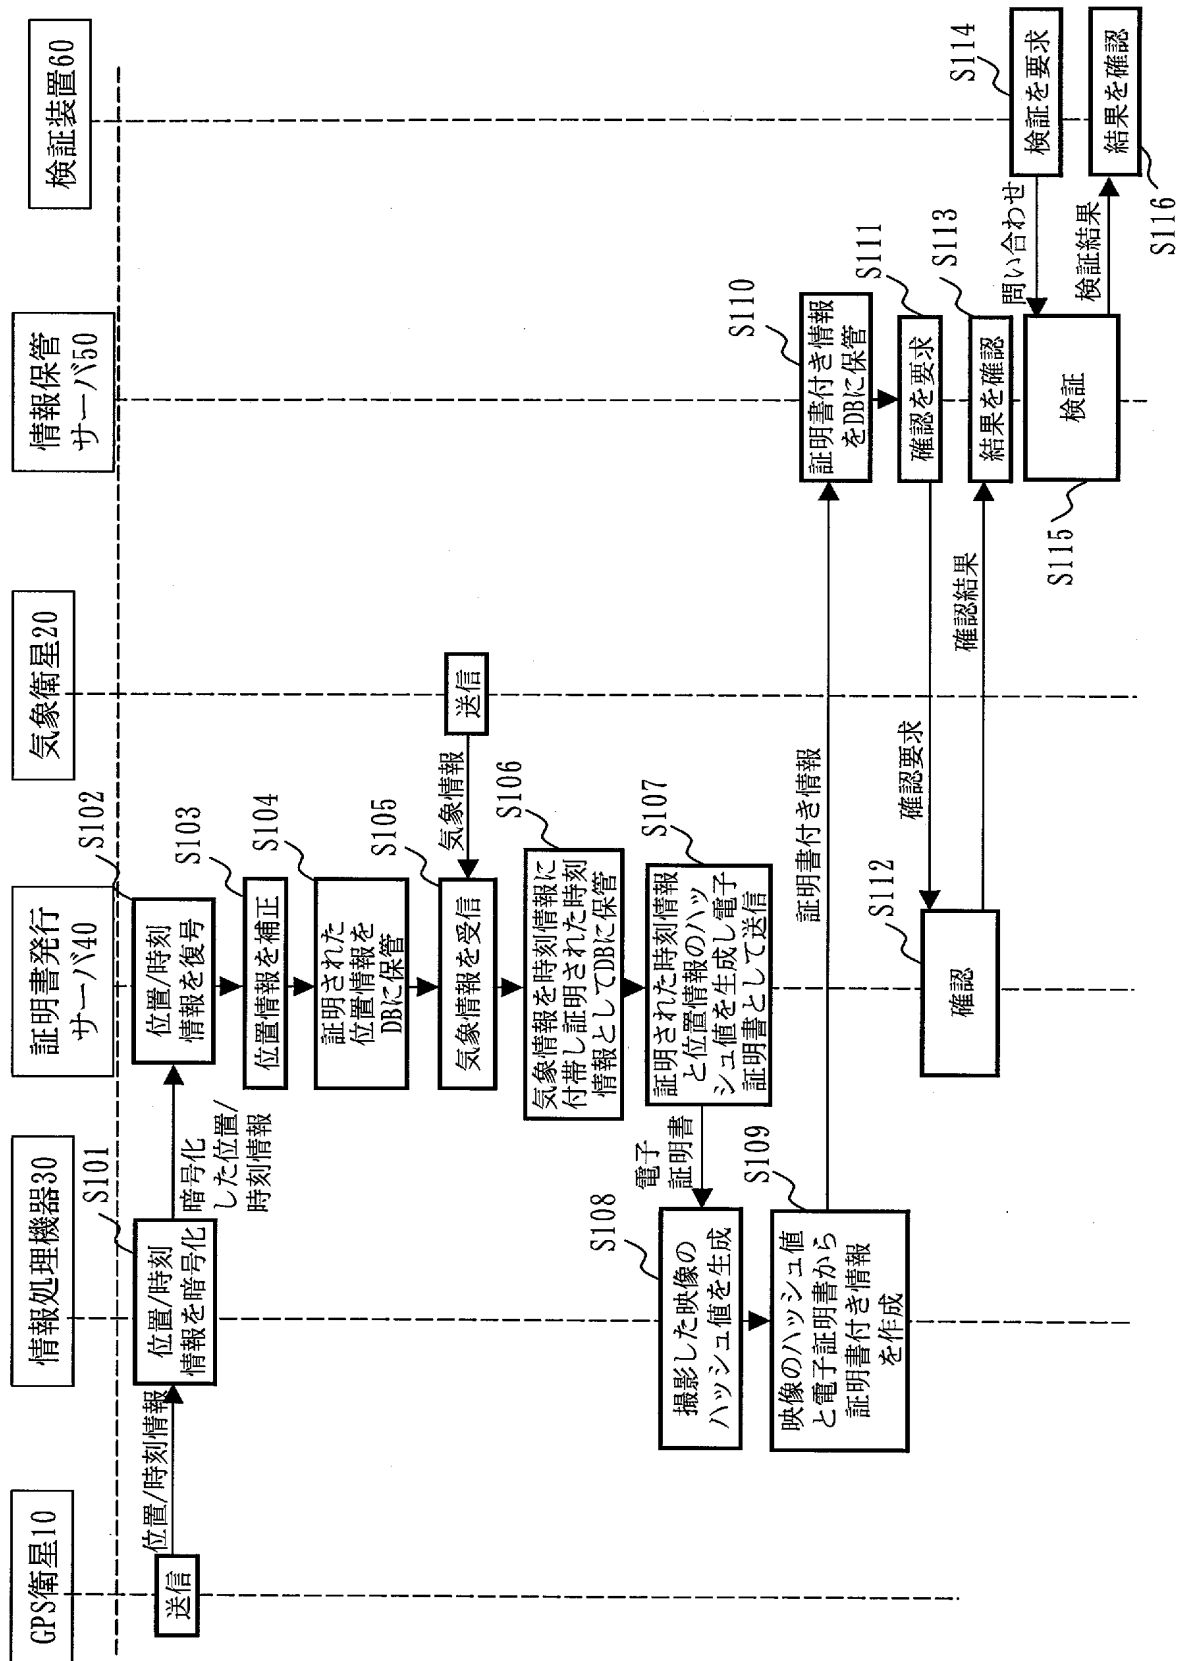 GPS衛星10
情報処理機器30
証明書発行
サーバ40
気象衛星20
情報保管
サーバ50
検証装置60
送信
位置/時刻情報
S101
位置/時刻
情報を暗号化
暗号化
した位置/
時刻情報
S102
位置/時刻
情報を復号
S103
位置情報を補正
S104
証明された
位置情報を
DBに保管
S105
気象情報を受信
気象情報
送信
S106
気象情報を時刻情報に
付帯し証明された時刻
情報としてDBに保管
S107
証明された時刻情報
と位置情報のハッ
シュ値を生成し電子
証明書として送信
電子
証明書
S108
撮影した映像の
ハッシュ値を生成
S109
映像のハッシュ値
と電子証明書から
証明書付き情報
を作成
証明書付き情報
S110
証明書付き情報
をDBに保管
S111
確認を要求
確認要求
S112
確認
確認結果
S113
結果を確認
S114
検証を要求
問い合わせ
S115
検証
検証結果
S116
結果を確認